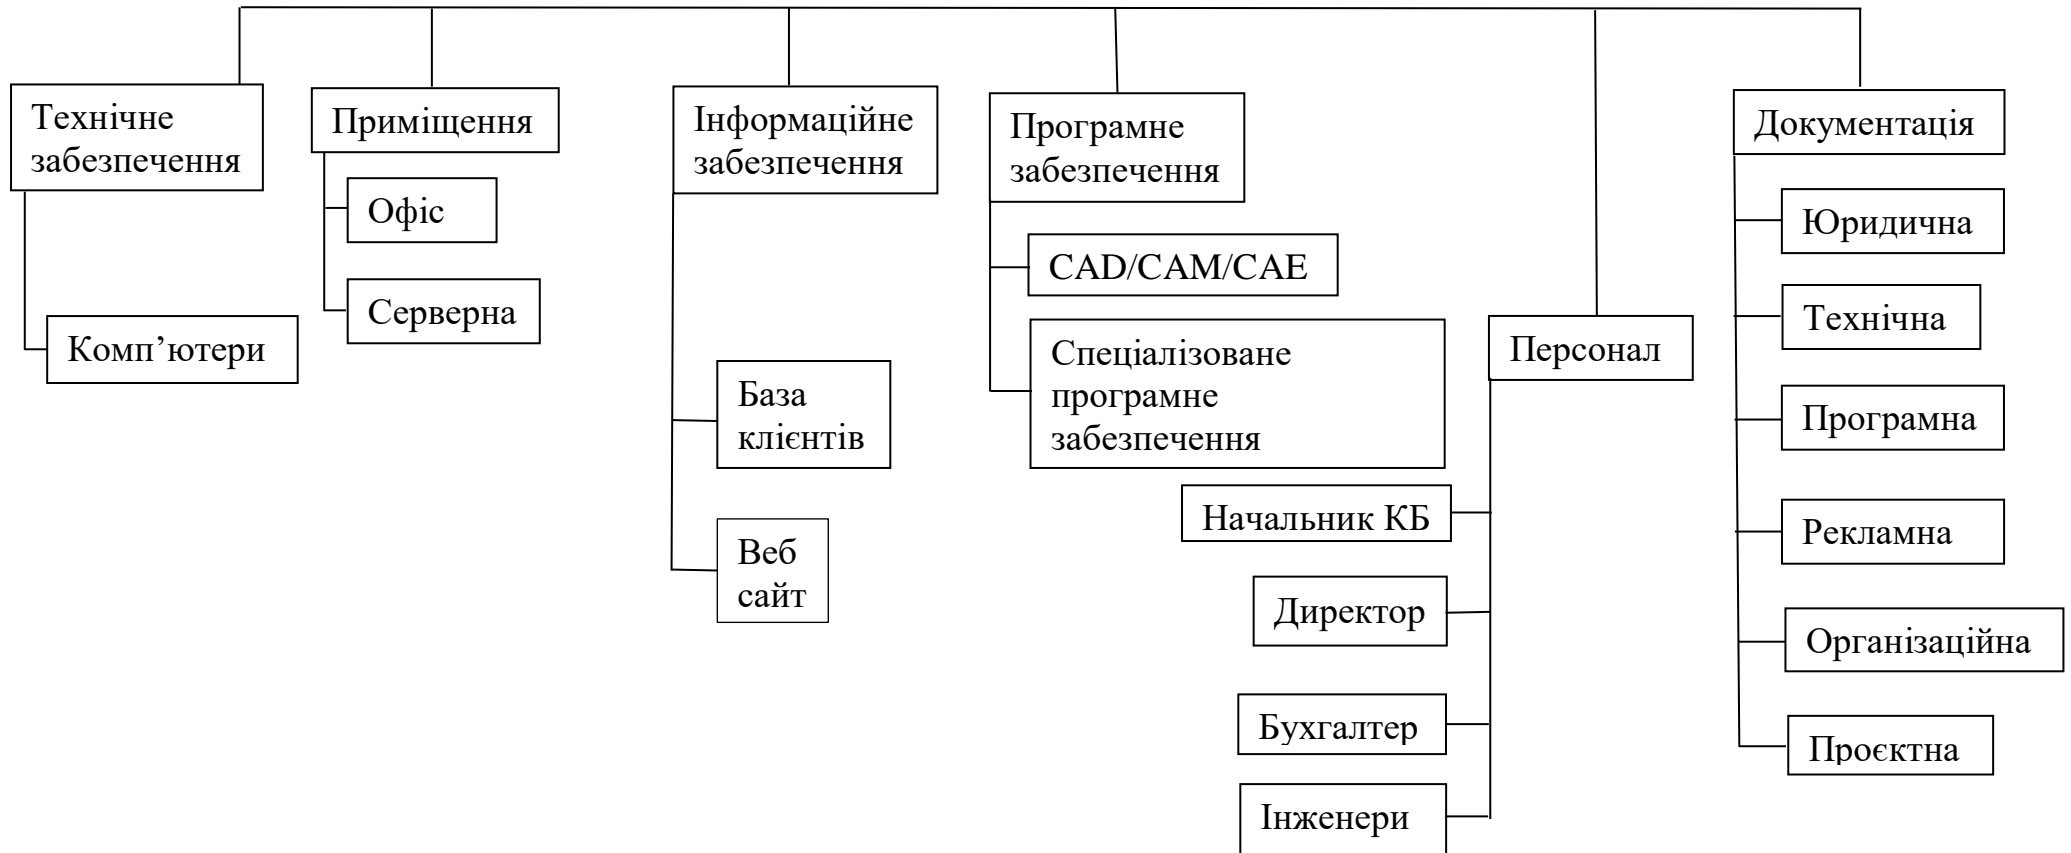 Технічне
забезпечення
Комп’ютери
Приміщення
Офіс
Серверна
Інформаційне
забезпечення
База
клієнтів
Веб
сайт
Програмне
забезпечення
CAD/CAM/CAE
Спеціалізоване
програмне
забезпечення
Персонал
Начальник КБ
Директор
Бухгалтер
Інженери
Документація
Юридична
Технічна
Програмна
Рекламна
Організаційна
Проєктна